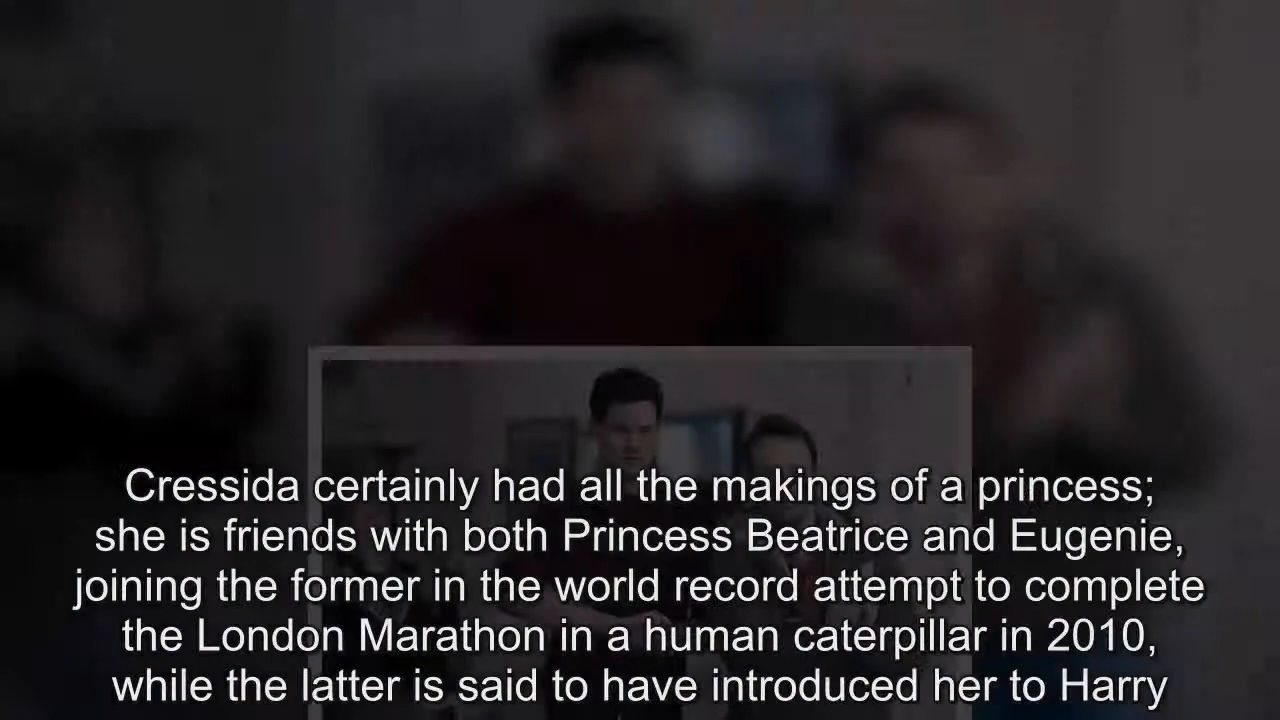 Cressida certainly had all the makings of a princess;
she is friends with both Princess Beatrice and Eugenie,
joining the former in the world record attempt to complete
the London Marathon in a human caterpillar in 2010,
while the latter is said to have introduced her to Harry